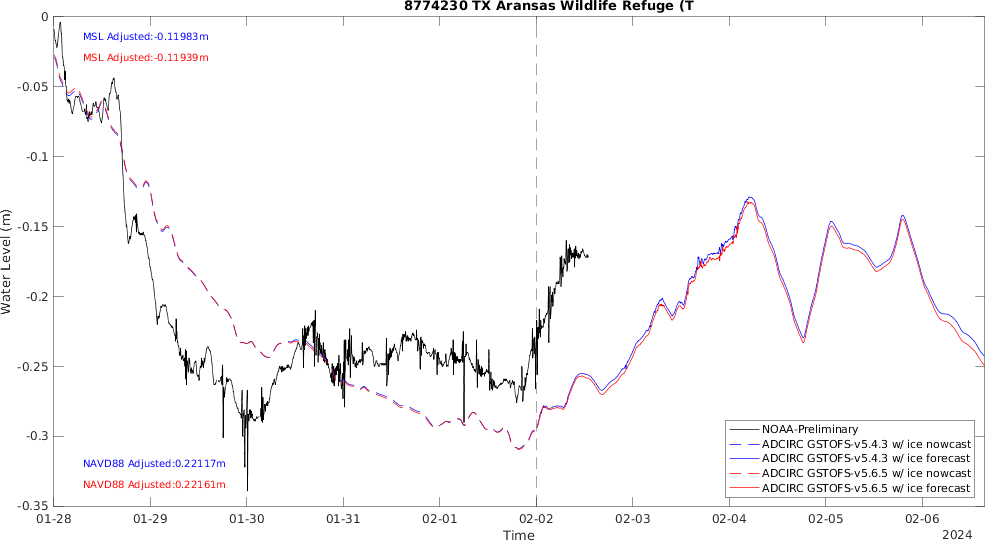 8774230 TX Aransas Wildlife Refuge (T
MSL Adjusted:-0.11983m
MSL Adjusted:-0.11939m
0
-0.05
-0.1
-0.15
-0.2
-0.25
-0.3
-0.35
Water Level (m)
NAVD88 Adjusted:0.22117m
NAVD88 Adjusted:0.22161m
NOAA-Preliminary
ADCIRC GSTOFS-v5.4.3 w/ ice nowcast
ADCIRC GSTOFS-v5.4.3 w/ ice forecast
ADCIRC GSTOFS-v5.6.5 w/ ice nowcast
ADCIRC GSTOFS-v5.6.5 w/ ice forecast
01-28 01-29 01-30 01-31 02-01 02-02 02-03 02-04 02-05 02-06
Time
2024